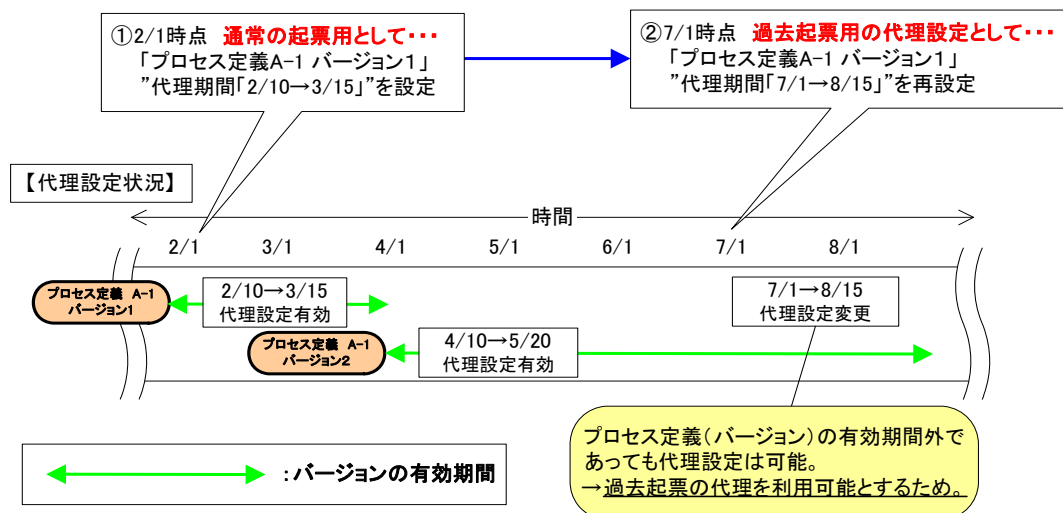 ①2/1時点 通常の起票用として・・・
「プロセス定義A-1 バージョン1」
”代理期間「2/10→3/15」”を設定
②7/1時点 過去起票用の代理設定として・・・
「プロセス定義A-1 バージョン1」
”代理期間「7/1→8/15」”を再設定
【代理設定状況】
時間
2/1 3/1 4/1 5/1 6/1 7/1 8/1
プロセス定義 A-1
バージョン1
2/10→3/15
代理設定有効
7/1→8/15
代理設定変更
プロセス定義 A-1
バージョン2
4/10→5/20
代理設定有効
プロセス定義(バージョン)の有効期間外で
あっても代理設定は可能。
→過去起票の代理を利用可能とするため。
:バージョンの有効期間